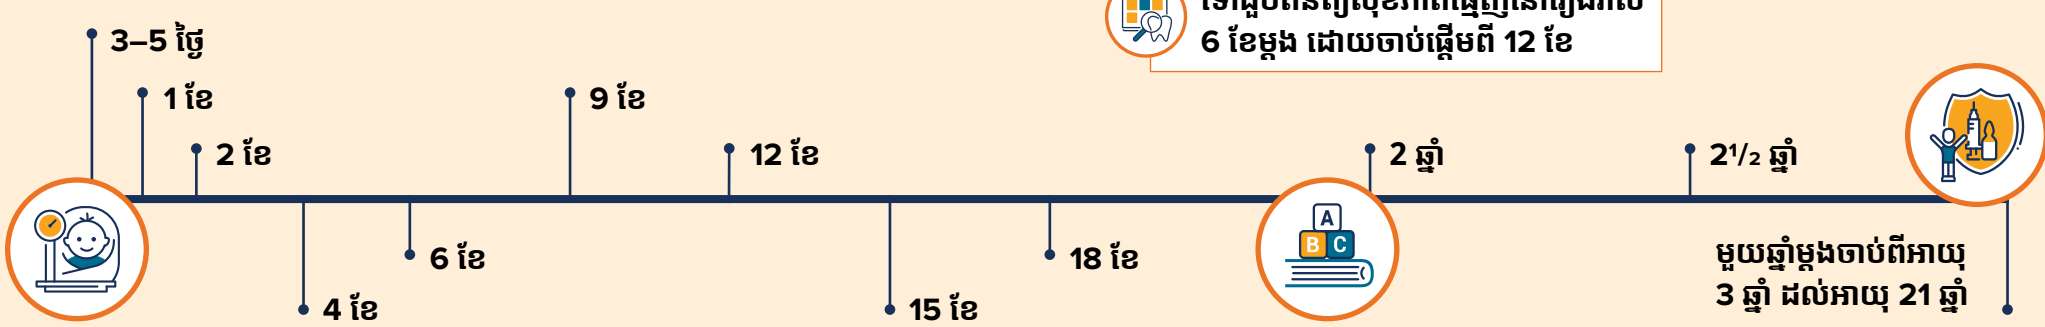 6 ខែម្ដង ដោយចាប់ផ្ដើមពី 12 ខែ
3–5 ថ្ងៃ
1 ខែ
2 ខែ
4 ខែ
6 ខែ
9 ខែ
12 ខែ
15 ខែ
18 ខែ
A
B C
2 ឆ្នាំ
2¹/₂ ឆ្នាំ
មួយឆ្នាំម្ដងចាប់ពីអាយុ
3 ឆ្នាំ ដល់អាយុ 21 ឆ្នាំ